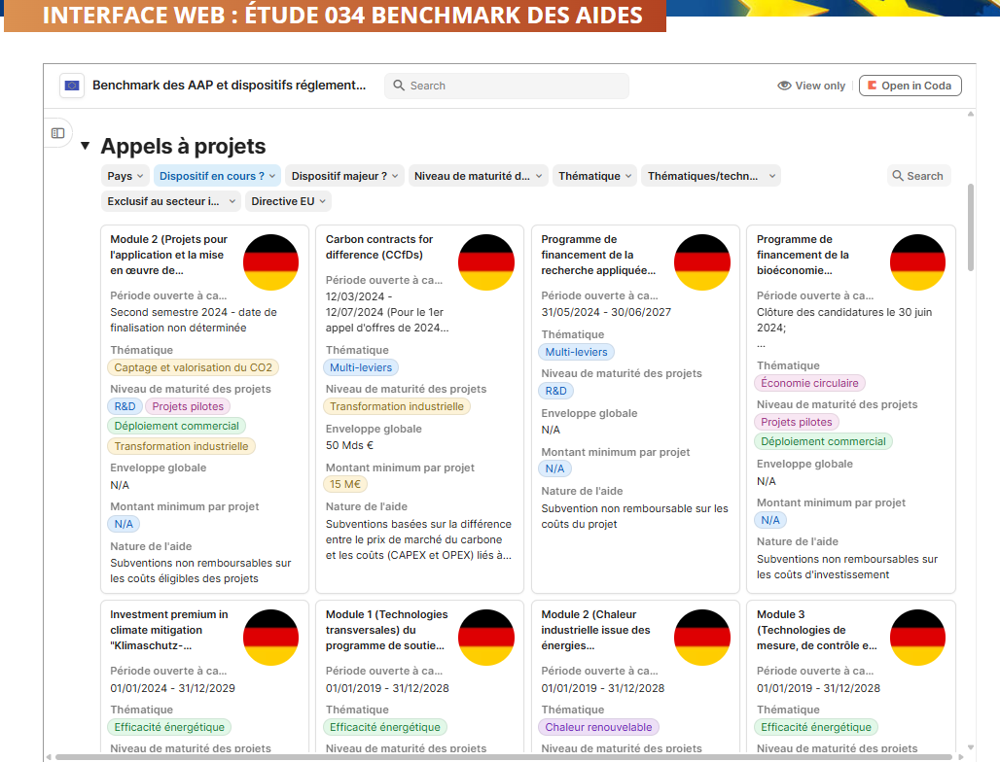 INTERFACE WEB : ÉTUDE 034 BENCHMARK DES AIDES
Benchmark des AAP et dispositifs réglement...
Search
View only
Open in Coda
Appels à projets
Pays
Dispositif en cours ?
Dispositif majeur ?
Niveau de maturité d...
Thématique
Thématiques/techn...
Search
Exclusif au secteur i...
Directive EU
Module 2 (Projets pour
l'application et la mise
en œuvre de...
Période ouverte à ca...
Second semestre 2024 - date de
finalisation non déterminée
Thématique
Captage et valorisation du CO2
Niveau de maturité des projets
R&D
Projets pilotes
Déploiement commercial
Transformation industrielle
Enveloppe globale
N/A
Montant minimum par projet
N/A
Nature de l'aide
Subventions non remboursables sur
les coûts éligibles des projets
Carbon contracts for
difference (CCfDs)
Période ouverte à ca...
12/03/2024 -
12/07/2024 (Pour le 1er
appel d'offres de 2024...
Thématique
Multi-leviers
Niveau de maturité des projets
Transformation industrielle
Enveloppe globale
50 Mds €
Montant minimum par projet
15 M€
Nature de l'aide
Subventions basées sur la différence
entre le prix de marché du carbone
et les coûts (CAPEX et OPEX) liés à...
Programme de
financement de la
recherche appliquée...
Période ouverte à ca...
31/05/2024 - 30/06/2027
Thématique
Multi-leviers
Niveau de maturité des projets
R&D
Enveloppe globale
N/A
Montant minimum par projet
N/A
Nature de l'aide
Subvention non remboursable sur les
coûts du projet
Programme de
financement de la
bioéconomie...
Période ouverte à ca...
Clôture des candidatures le 30 juin
2024;
...
Thématique
Économie circulaire
Niveau de maturité des projets
Projets pilotes
Déploiement commercial
Enveloppe globale
N/A
Montant minimum par projet
N/A
Nature de l'aide
Subventions non remboursables sur
les coûts d'investissement
Investment premium in
climate mitigation
"Klimaschutz-...
Période ouverte à ca...
01/01/2024 - 31/12/2029
Thématique
Efficacité énergétique
Niveau de maturité des projets
Module 1 (Technologies
transversales) du
programme de soutie...
Période ouverte à ca...
01/01/2019 - 31/12/2028
Thématique
Efficacité énergétique
Niveau de maturité des projets
Module 2 (Chaleur
industrielle issue des
énergies...
Période ouverte à ca...
01/01/2019 - 31/12/2028
Thématique
Chaleur renouvelable
Niveau de maturité des projets
Module 3
(Technologies de
mesure, de contrôle e...
Période ouverte à ca...
01/01/2019 - 31/12/2028
Thématique
Efficacité énergétique
Niveau de maturité des projets